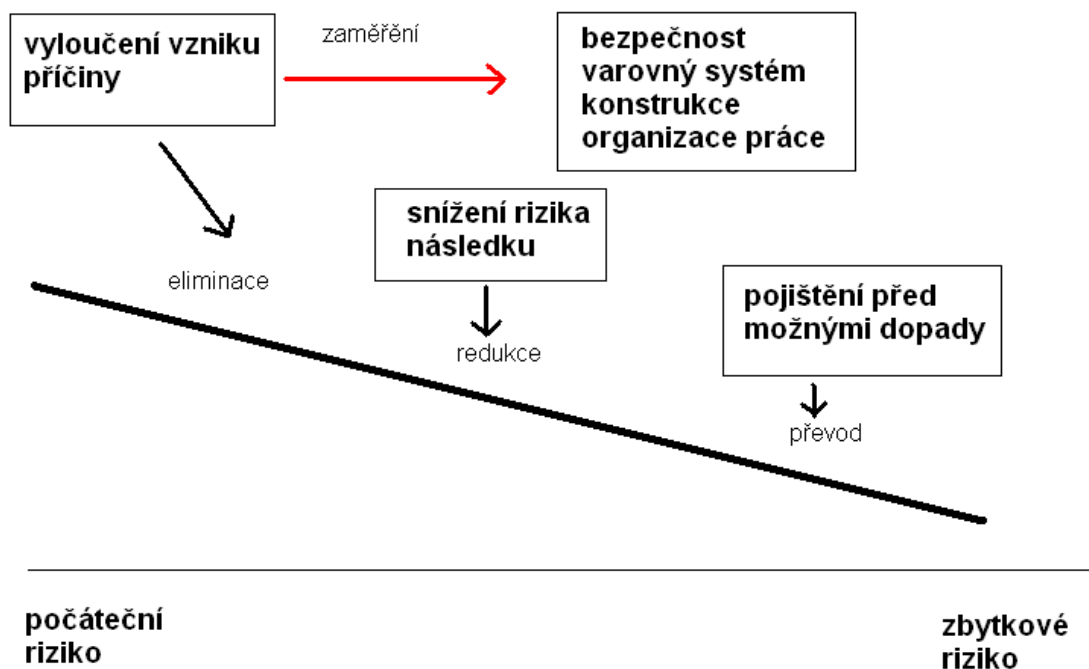 vyloučení vzniku
příčiny
zaměřění
bezpečnost
varovný systém
konstrukce
organizace práce
eliminace
snížení rizika
následku
redukce
pojištění před
možnými dopady
převod
počáteční
riziko
zbytkové
riziko